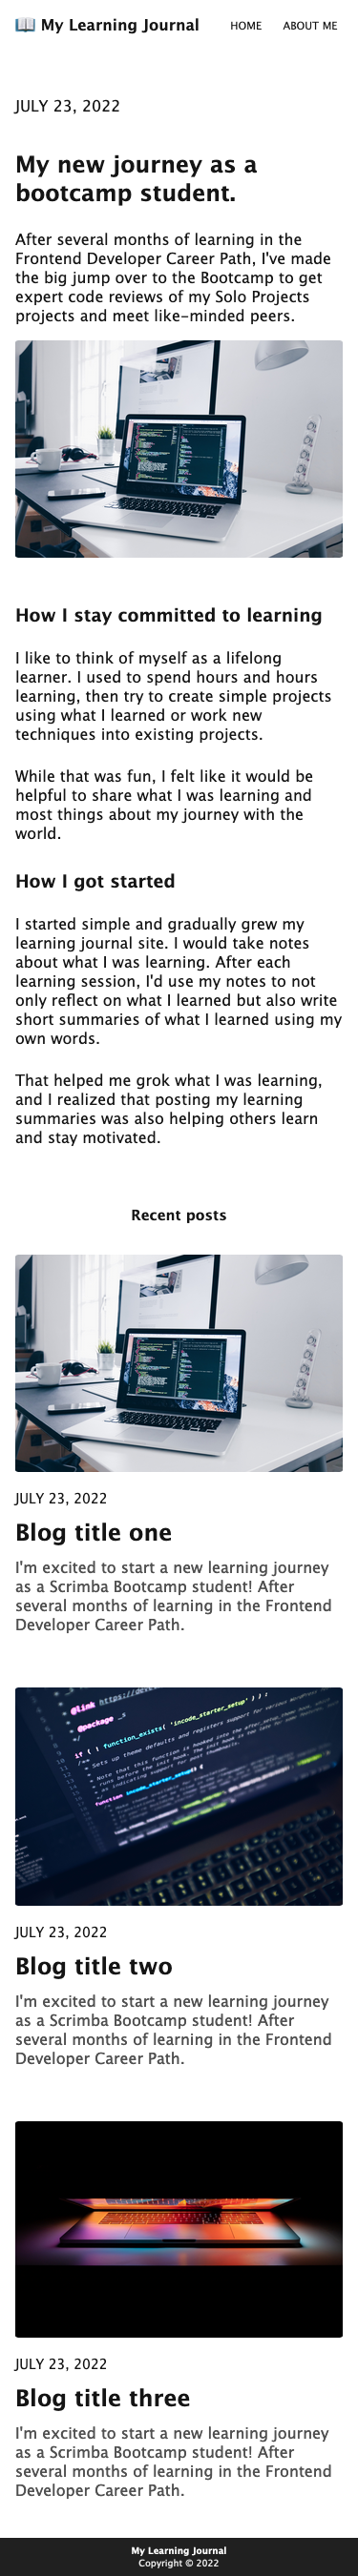 📖 My Learning Journal HOME ABOUT ME
JULY 23, 2022
My new journey as a
bootcamp student.
After several months of learning in the
Frontend Developer Career Path, I've made
the big jump over to the Bootcamp to get
expert code reviews of my Solo Projects
projects and meet like-minded peers.
How I stay committed to learning
I like to think of myself as a lifelong
learner. I used to spend hours and hours
learning, then try to create simple projects
using what I learned or work new
techniques into existing projects.
While that was fun, I felt like it would be
helpful to share what I was learning and
most things about my journey with the
world.
How I got started
I started simple and gradually grew my
learning journal site. I would take notes
about what I was learning. After each
learning session, I'd use my notes to not
only reflect on what I learned but also write
short summaries of what I learned using my
own words.
That helped me grok what I was learning,
and I realized that posting my learning
summaries was also helping others learn
and stay motivated.
Recent posts
JULY 23, 2022
Blog title one
I'm excited to start a new learning journey
as a Scrimba Bootcamp student! After
several months of learning in the Frontend
Developer Career Path.
@link https://
@package _s
if ( ! function_exists( 'incode_starter_setup' ) ) :
function incode_starter_setup()
JULY 23, 2022
Blog title two
I'm excited to start a new learning journey
as a Scrimba Bootcamp student! After
several months of learning in the Frontend
Developer Career Path.
JULY 23, 2022
Blog title three
I'm excited to start a new learning journey
as a Scrimba Bootcamp student! After
several months of learning in the Frontend
Developer Career Path.
My Learning Journal
Copyright © 2022